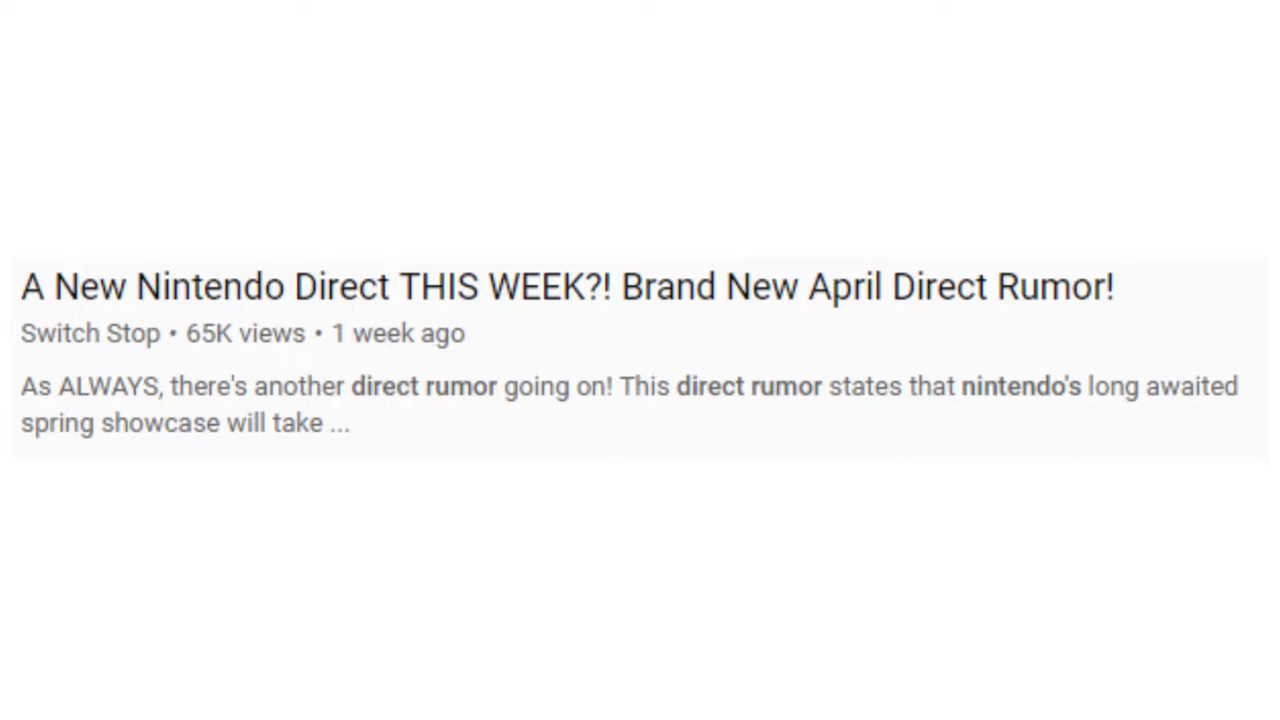 A New Nintendo Direct THIS WEEK?! Brand New April Direct Rumor!
Switch Stop • 65K views • 1 week ago
As ALWAYS, there's another direct rumor going on! This direct rumor states that nintendo's long awaited
spring showcase will take ...